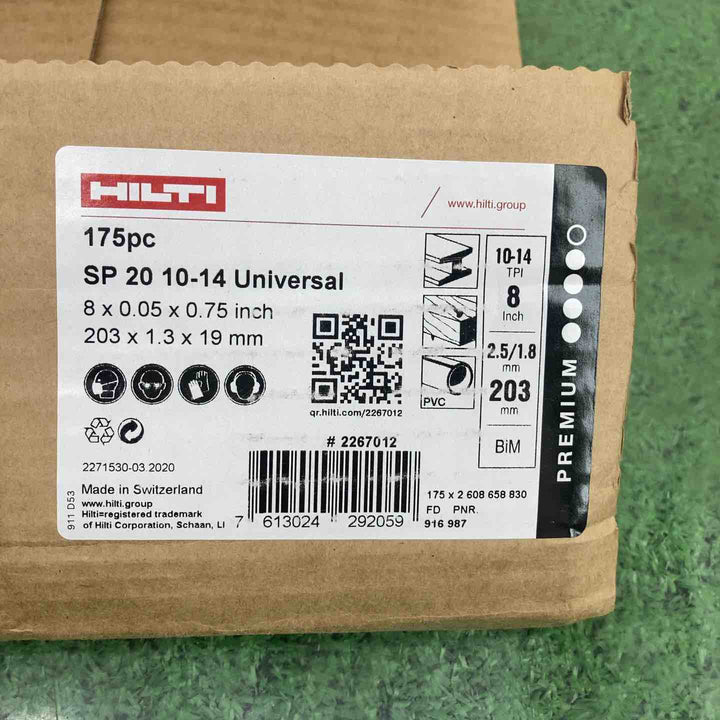 HILTI
www.hilti.group
175pc
SP 20 10-14 Universal
8 x 0.05 x 0.75 inch
203 x 1.3 x 19 mm
qr.hilti.com/2267012
# 2267012
2271530-03.2020
Made in Switzerland
www.hilti.group
Hilti=registered trademark
of Hilti Corporation, Schaan, LI
911 D53
7 613024 292059
175 x 2 608 658 830
FD PNR.
916 987
PVC
10-14
TPI
8
Inch
2.5/1.8
mm
203
mm
BiM
PREMIUM